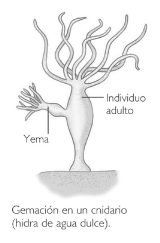 Individuo
adulto
Yema
Gemación en un cnidario
(hidra de agua dulce).